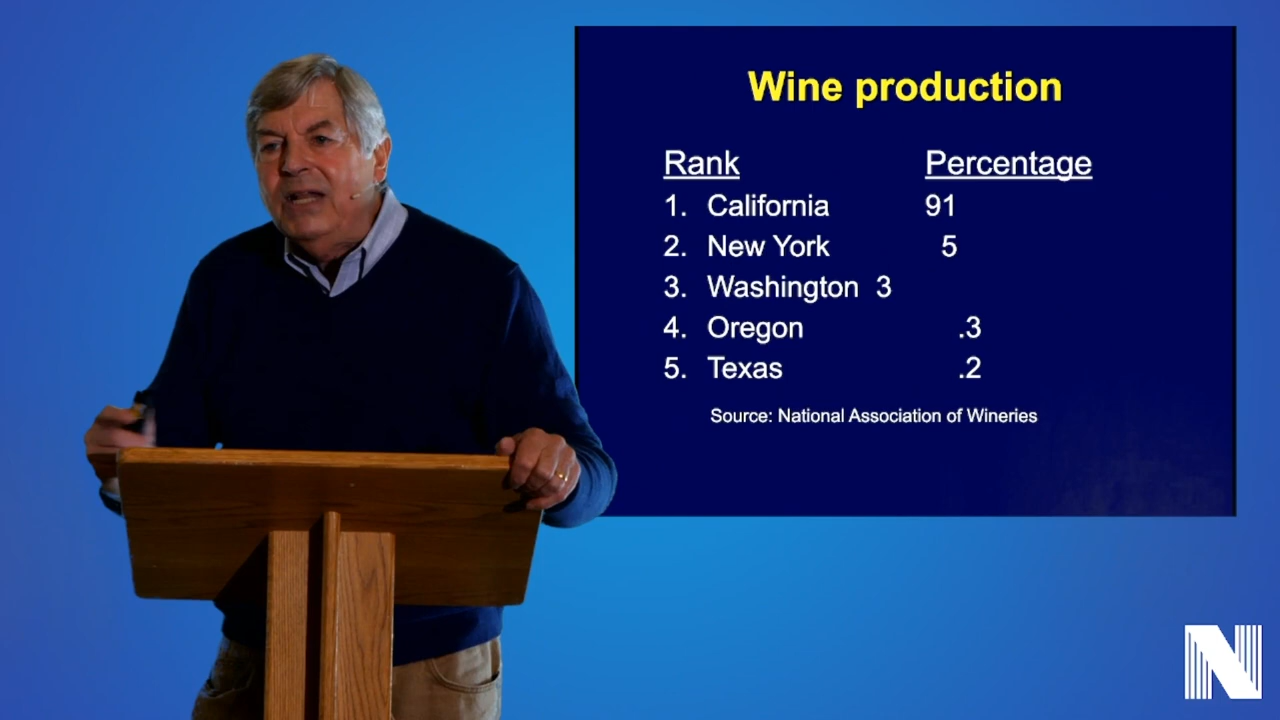 Wine production
Rank Percentage
1. California 91
2. New York 5
3. Washington 3
4. Oregon .3
5. Texas .2
Source: National Association of Wineries
N